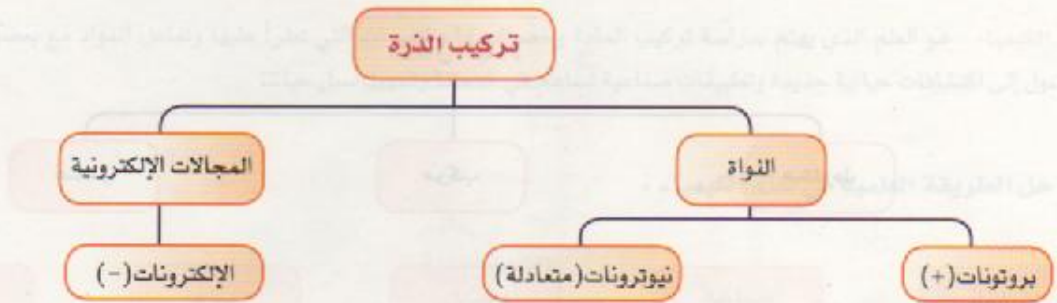 تركيب الذرة
النواة
المجالات الإلكترونية
بروتونات(+)
نيوترونات(متعادلة)
الإلكترونات(-)